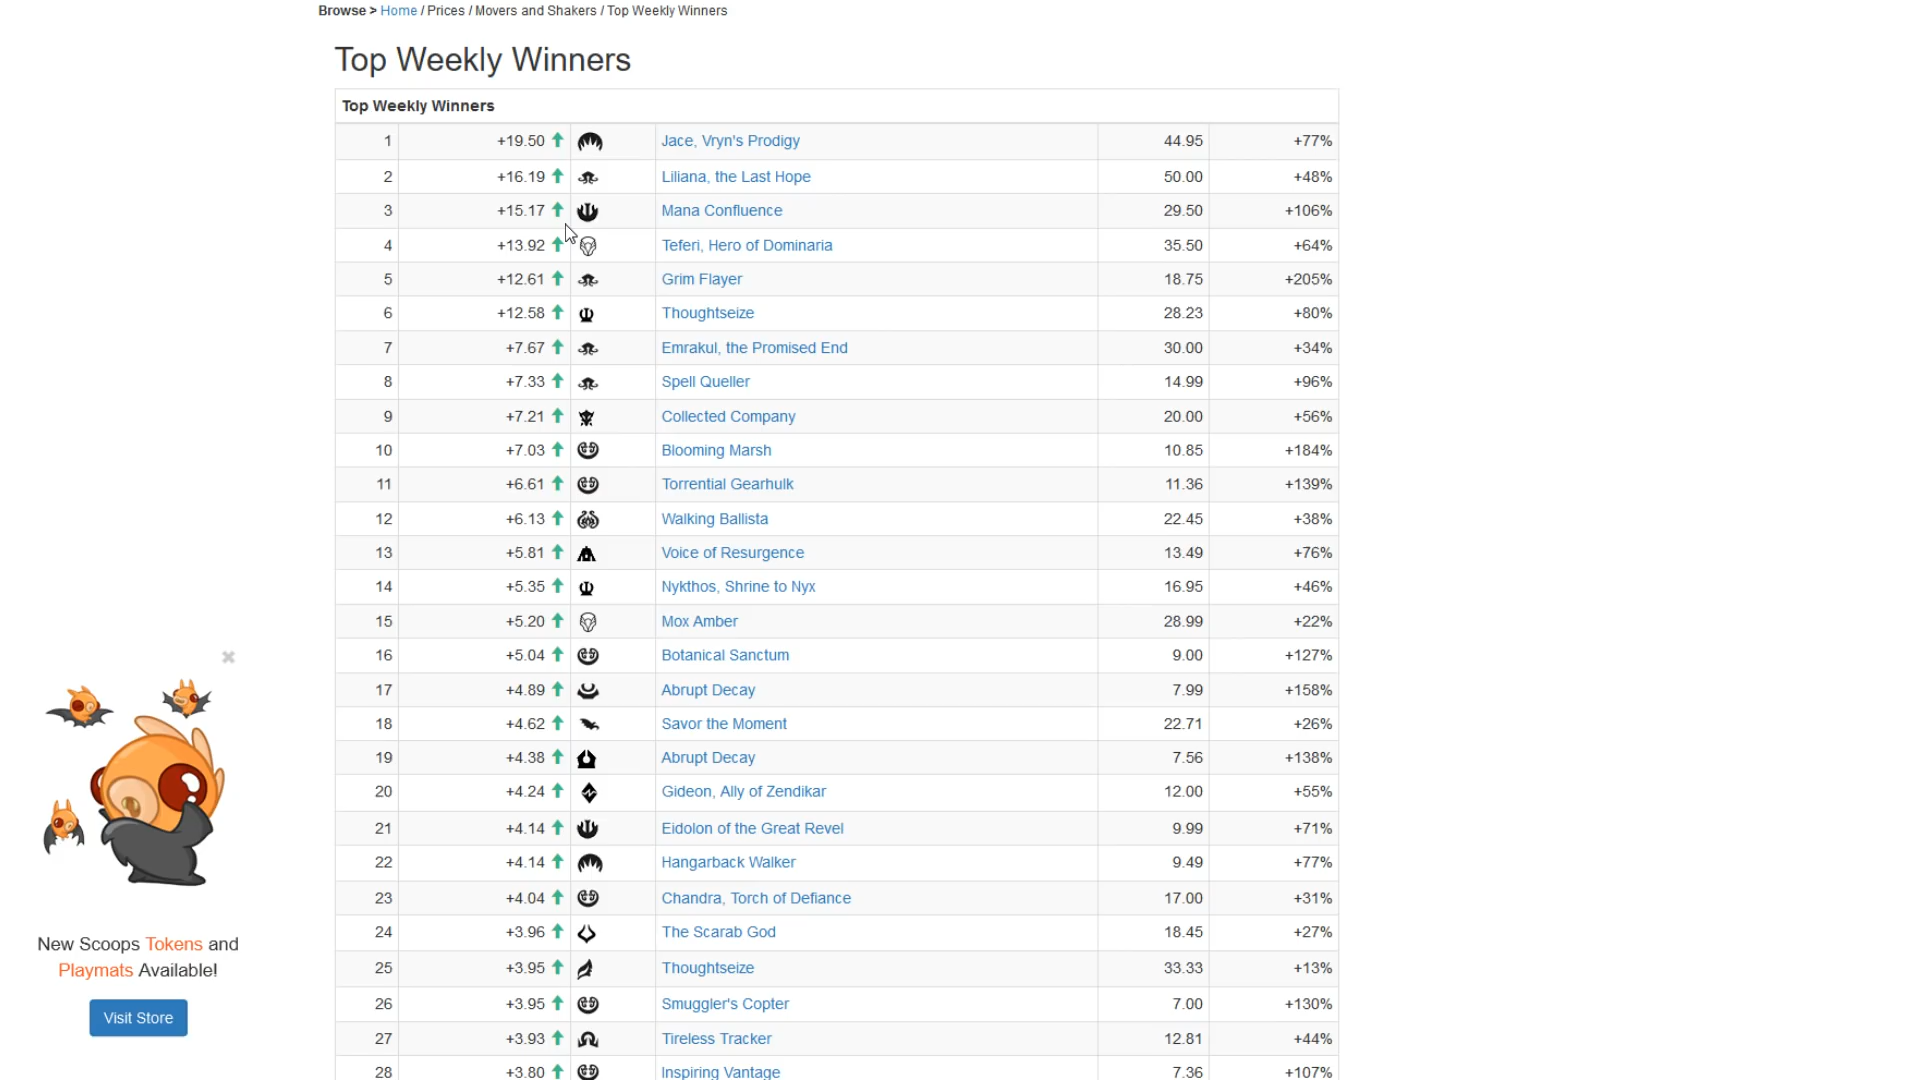 Browse > Home / Prices / Movers and Shakers / Top Weekly Winners
Top Weekly Winners
Top Weekly Winners
1 +19.50 Jace, Vryn's Prodigy 44.95 +77%
2 +16.19 Liliana, the Last Hope 50.00 +48%
3 +15.17 Mana Confluence 29.50 +106%
4 +13.92 Teferi, Hero of Dominaria 35.50 +64%
5 +12.61 Grim Flayer 18.75 +205%
6 +12.58 Thoughtseize 28.23 +80%
7 +7.67 Emrakul, the Promised End 30.00 +34%
8 +7.33 Spell Queller 14.99 +96%
9 +7.21 Collected Company 20.00 +56%
10 +7.03 Blooming Marsh 10.85 +184%
11 +6.61 Torrential Gearhulk 11.36 +139%
12 +6.13 Walking Ballista 22.45 +38%
13 +5.81 Voice of Resurgence 13.49 +76%
14 +5.35 Nykthos, Shrine to Nyx 16.95 +46%
15 +5.20 Mox Amber 28.99 +22%
16 +5.04 Botanical Sanctum 9.00 +127%
17 +4.89 Abrupt Decay 7.99 +158%
18 +4.62 Savor the Moment 22.71 +26%
19 +4.38 Abrupt Decay 7.56 +138%
20 +4.24 Gideon, Ally of Zendikar 12.00 +55%
21 +4.14 Eidolon of the Great Revel 9.99 +71%
22 +4.14 Hangarback Walker 9.49 +77%
23 +4.04 Chandra, Torch of Defiance 17.00 +31%
24 +3.96 The Scarab God 18.45 +27%
25 +3.95 Thoughtseize 33.33 +13%
26 +3.95 Smuggler's Copter 7.00 +130%
27 +3.93 Tireless Tracker 12.81 +44%
28 +3.80 Inspiring Vantage 7.36 +107%
New Scoops Tokens and
Playmats Available!
Visit Store